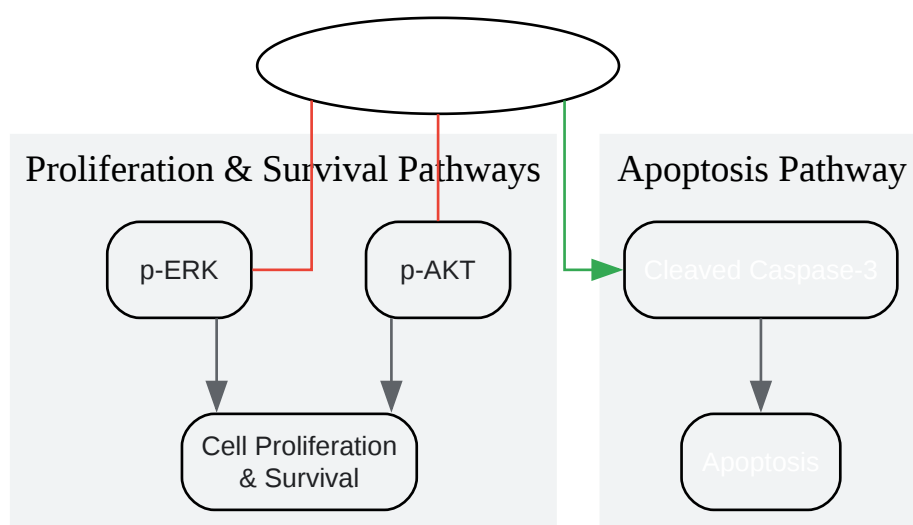 Proliferation & Survival Pathways
Apoptosis Pathway
p-ERK
p-AKT
Cleaved Caspase-3
Cell Proliferation
& Survival
Apoptosis